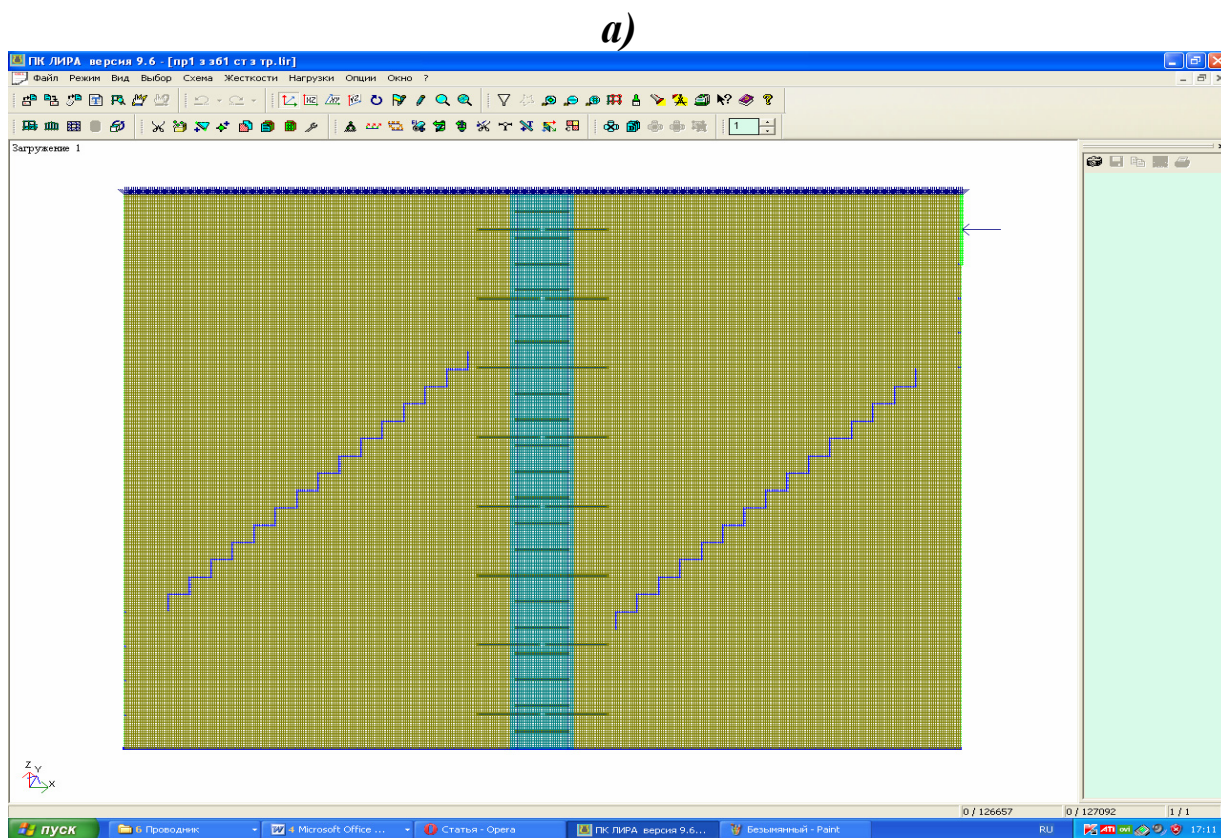 а)
ПК ЛИРА версия 9.6 - [пр1 з зб1 ст з тр.lir]
Файл Режим Вид Выбор Схема Жесткости Нагрузки Опции Окно ?
1
Загружение 1
Z
Y
X
0 / 126657 0 / 127092 1 / 1
пуск 6 Проводник 4 Microsoft Office ... Статья - Opera ПК ЛИРА версия 9.6... Безымянный - Paint RU 17:11